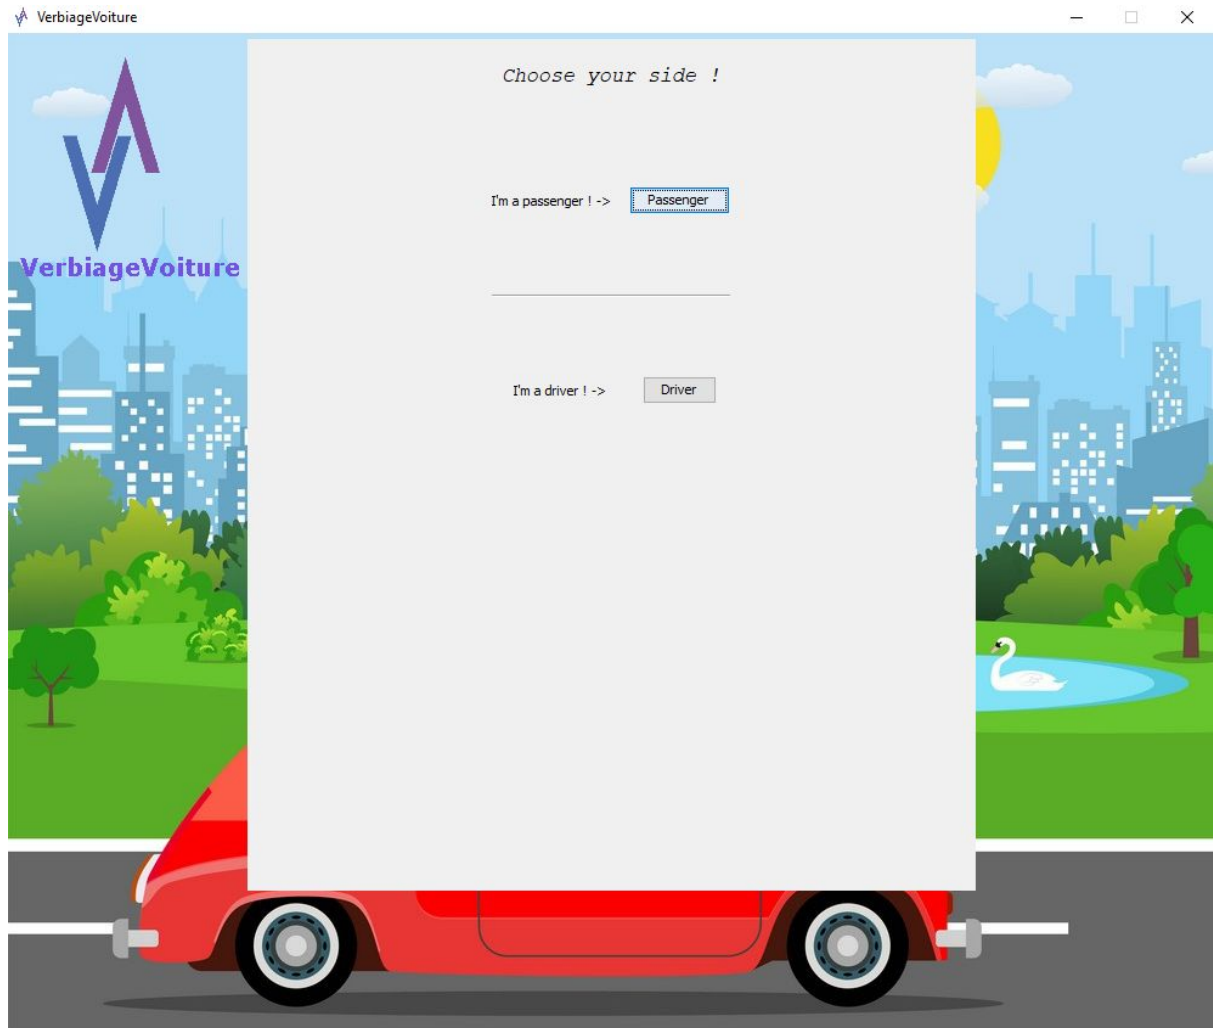 VerbiageVoiture
Choose your side !
I'm a passenger ! -> Passenger
VerbiageVoiture
I'm a driver ! -> Driver